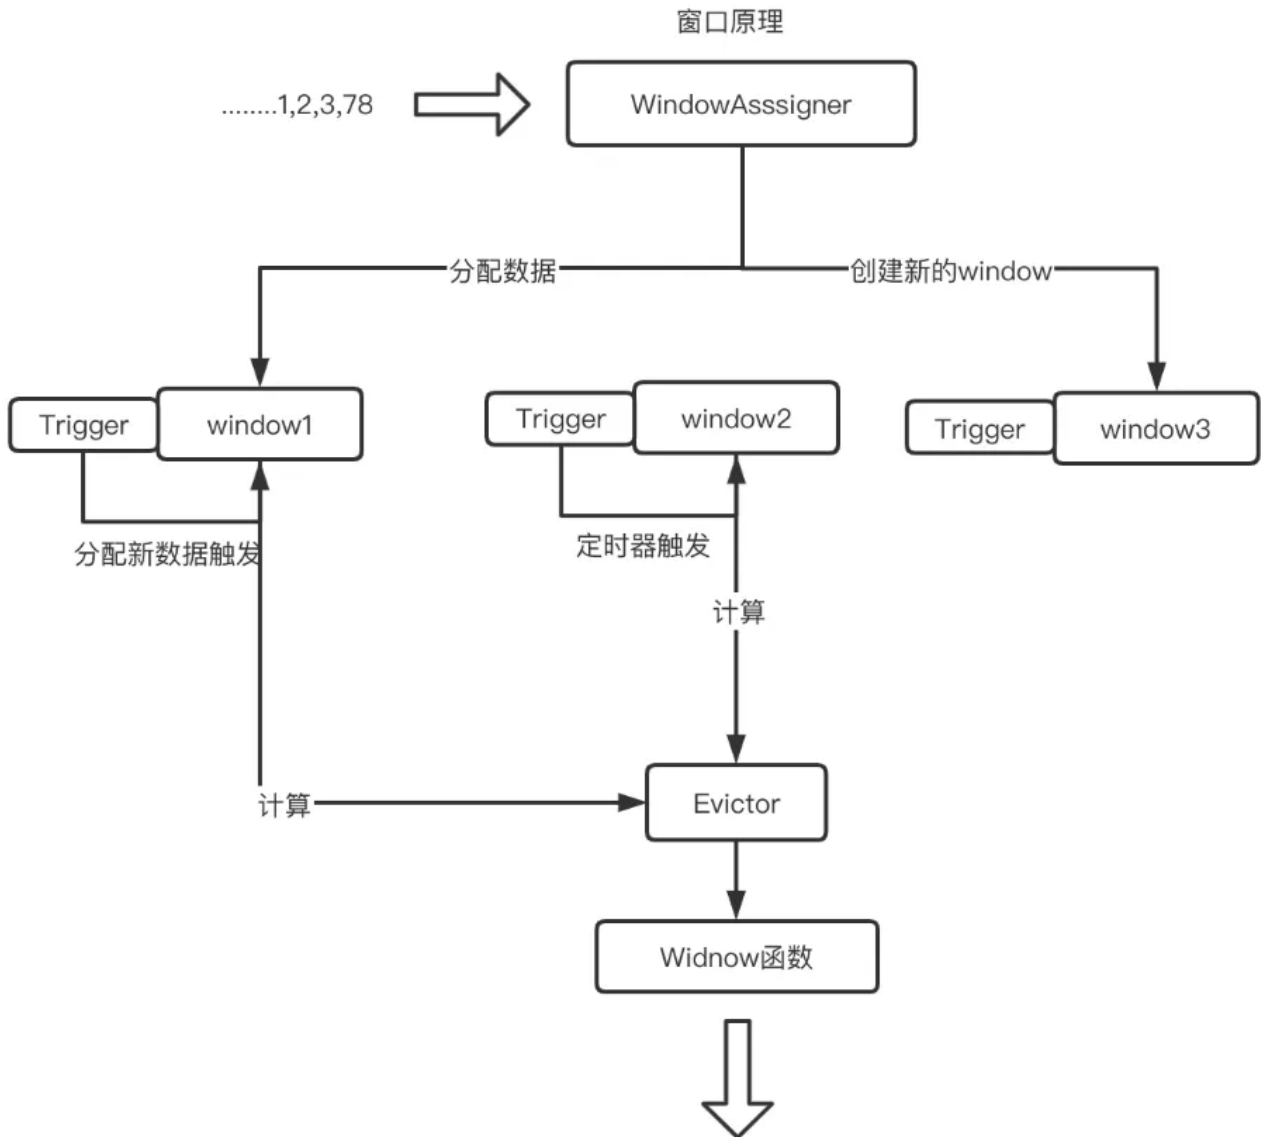 窗口原理
........1,2,3,78
WindowAsssigner
分配数据
创建新的window
Trigger
window1
Trigger
window2
Trigger
window3
分配新数据触发
定时器触发
计算
计算
Evictor
Widnow函数